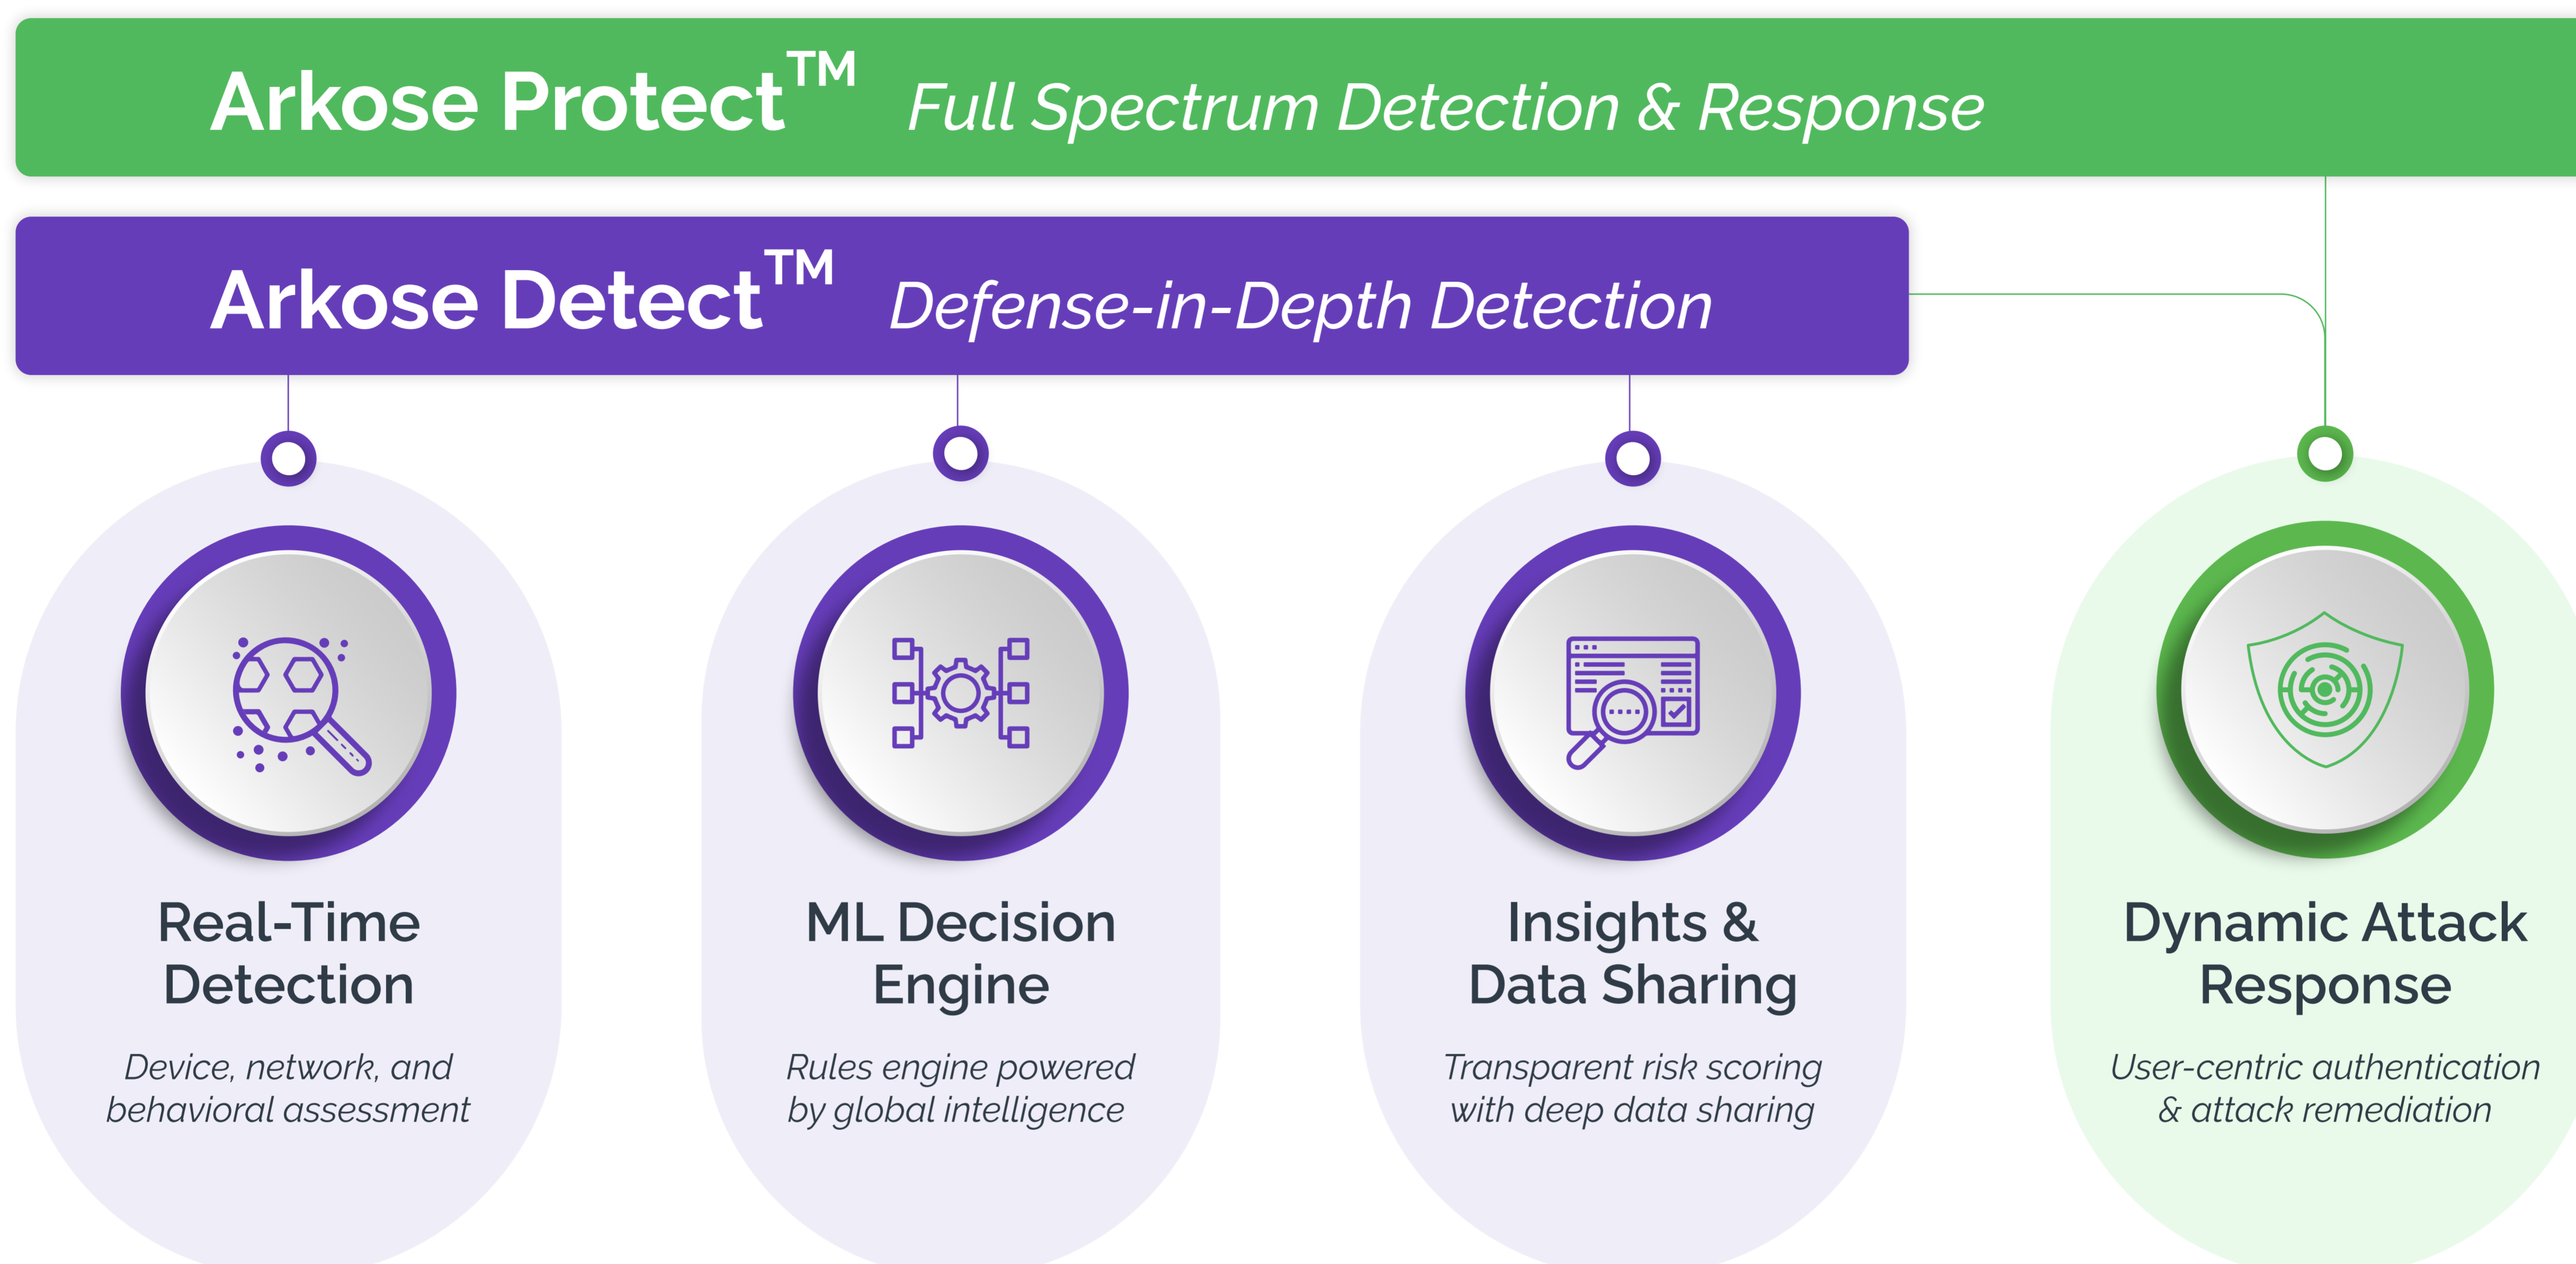 Arkose Protect™ Full Spectrum Detection & Response
Arkose Detect™ Defense-in-Depth Detection
Real-Time
Detection
Device, network, and
behavioral assessment
ML Decision
Engine
Rules engine powered
by global intelligence
Insights &
Data Sharing
Transparent risk scoring
with deep data sharing
Dynamic Attack
Response
User-centric authentication
& attack remediation